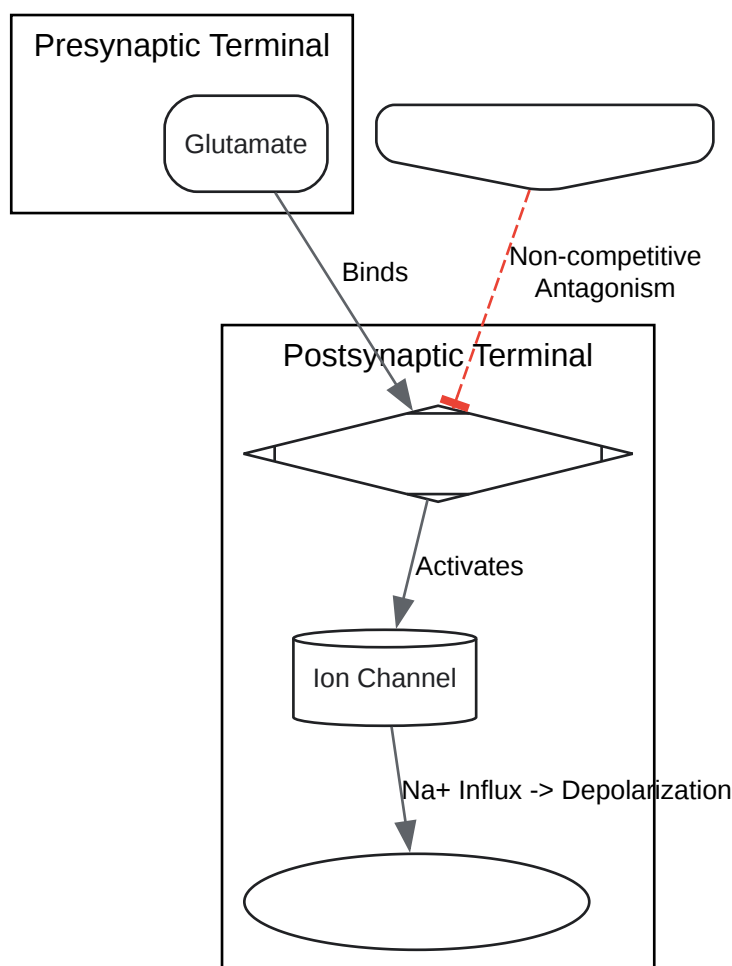 Presynaptic Terminal
Glutamate
Binds
Non-competitive
Antagonism
Postsynaptic Terminal
Activates
Ion Channel
Na+ Influx -> Depolarization